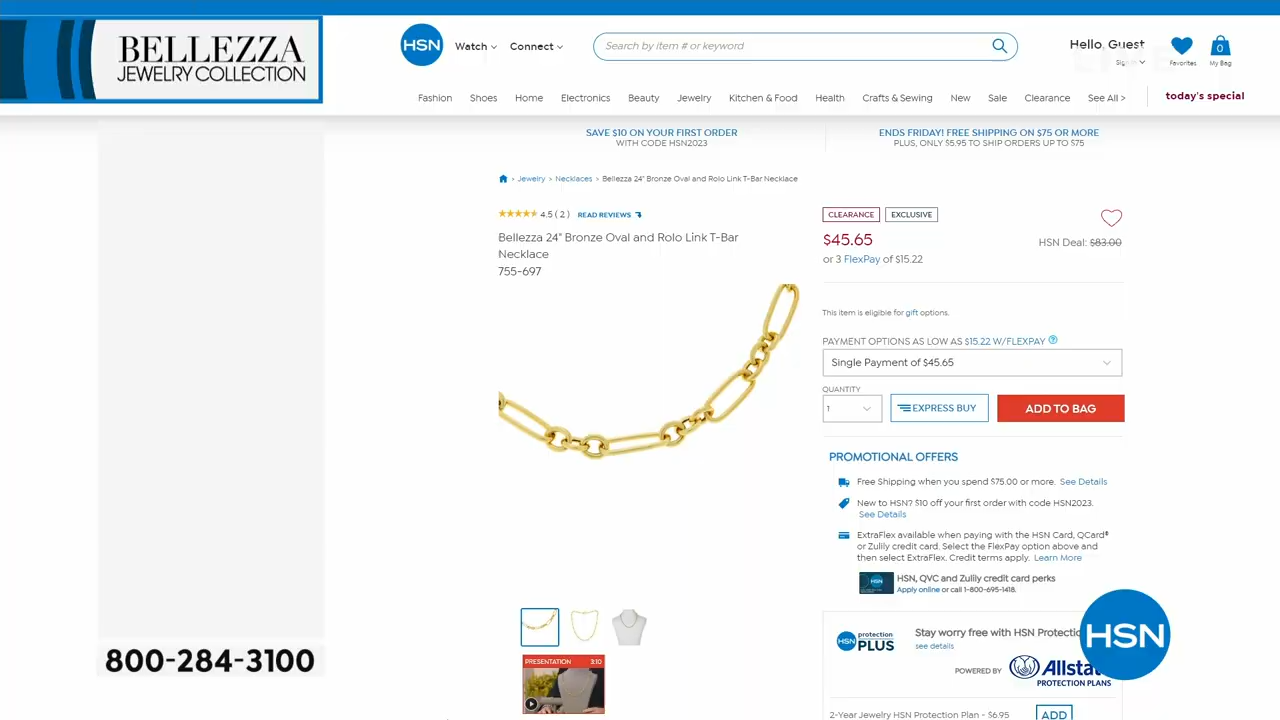 BELLEZZA
JEWELRY COLLECTION
HSN
Watch
Connect
Search by item # or keyword
Hello, Guest
Sign In
Favorites
0
My Bag
Fashion
Shoes
Home
Electronics
Beauty
Jewelry
Kitchen & Food
Health
Crafts & Sewing
New
Sale
Clearance
See All >
today's special
SAVE $10 ON YOUR FIRST ORDER
WITH CODE HSN2023
ENDS FRIDAY! FREE SHIPPING ON $75 OR MORE
PLUS, ONLY $5.95 TO SHIP ORDERS UP TO $75
> Jewelry > Necklaces > Bellezza 24" Bronze Oval and Rolo Link T-Bar Necklace
4.5 ( 2 ) READ REVIEWS
Bellezza 24" Bronze Oval and Rolo Link T-Bar
Necklace
755-697
PRESENTATION 3:10
CLEARANCE
EXCLUSIVE
$45.65
HSN Deal: $83.00
or 3 FlexPay of $15.22
This item is eligible for gift options.
PAYMENT OPTIONS AS LOW AS $15.22 W/FLEXPAY ?
Single Payment of $45.65
QUANTITY
1
EXPRESS BUY
ADD TO BAG
PROMOTIONAL OFFERS
Free Shipping when you spend $75.00 or more. See Details
New to HSN? $10 off your first order with code HSN2023.
See Details
ExtraFlex available when paying with the HSN Card, QCard®
or Zulily credit card. Select the FlexPay option above and
then select ExtraFlex. Credit terms apply. Learn More
HSN
HSN, QVC and Zulily credit card perks
Apply online or call 1-800-695-1418.
HSN protection PLUS
Stay worry free with HSN Protectio
see details
POWERED BY
Allstat
PROTECTION PLANS
HSN
2-Year Jewelry HSN Protection Plan - $6.95
ADD
800-284-3100